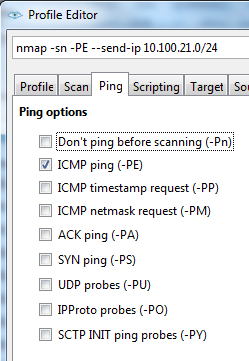 Profile Editor
nmap -sn -PE --send-ip 10.100.21.0/24
Profile Scan Ping Scripting Target Sou
Ping options
Don't ping before scanning (-Pn)
ICMP ping (-PE)
ICMP timestamp request (-PP)
ICMP netmask request (-PM)
ACK ping (-PA)
SYN ping (-PS)
UDP probes (-PU)
IPProto probes (-PO)
SCTP INIT ping probes (-PY)